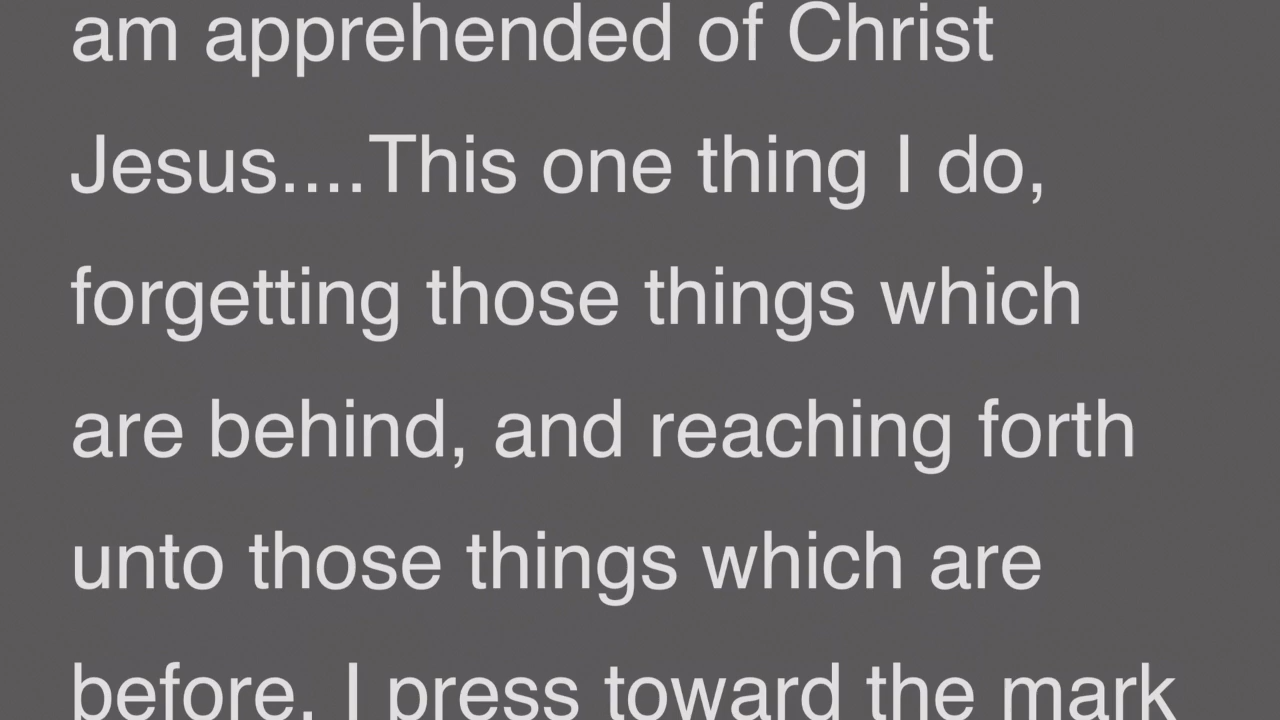 am apprehended of Christ
Jesus....This one thing I do,
forgetting those things which
are behind, and reaching forth
unto those things which are
before, I press toward the mark